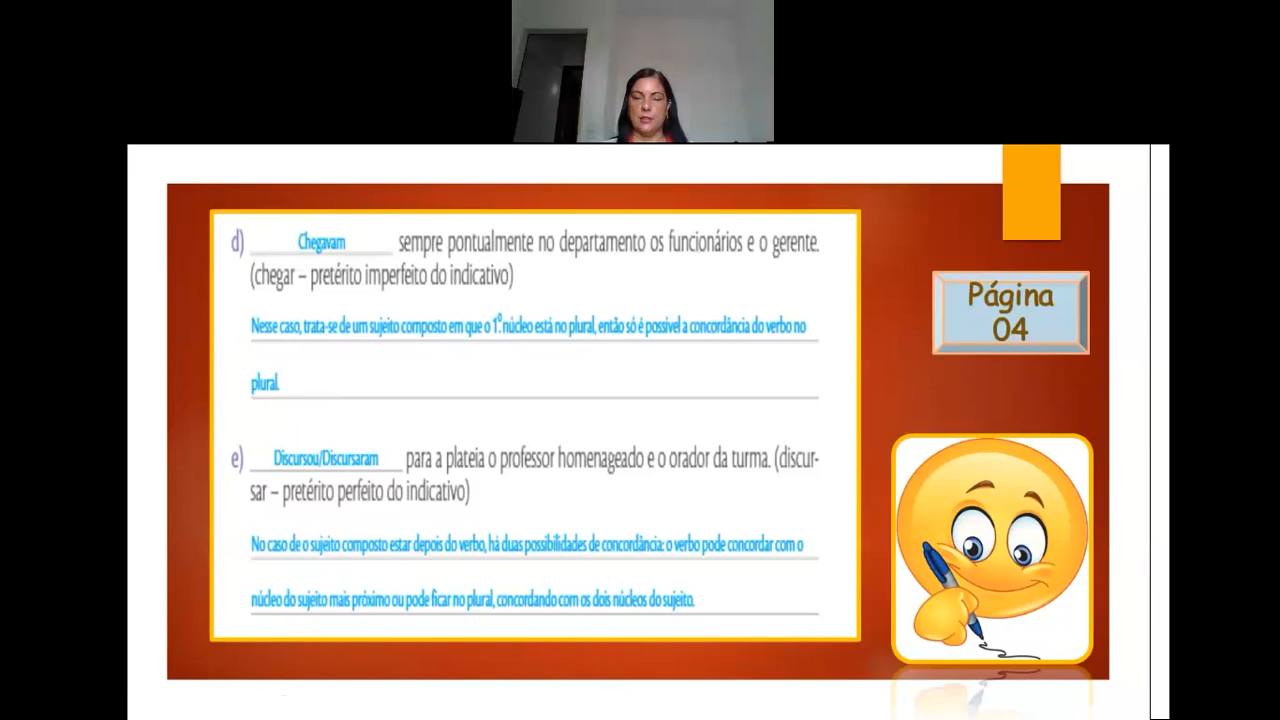 d) Chegavam sempre pontualmente no departamento os funcionários e o gerente.
(chegar – pretérito imperfeito do indicativo)
Nesse caso, trata-se de um sujeito composto em que o 1º. núcleo está no plural, então só é possível a concordância do verbo no
plural.
e) Discursou/Discursaram para a plateia o professor homenageado e o orador da turma. (discur-
sar – pretérito perfeito do indicativo)
No caso de o sujeito composto estar depois do verbo, há duas possibilidades de concordância: o verbo pode concordar com o
núcleo do sujeito mais próximo ou pode ficar no plural, concordando com os dois núcleos do sujeito.
Página
04